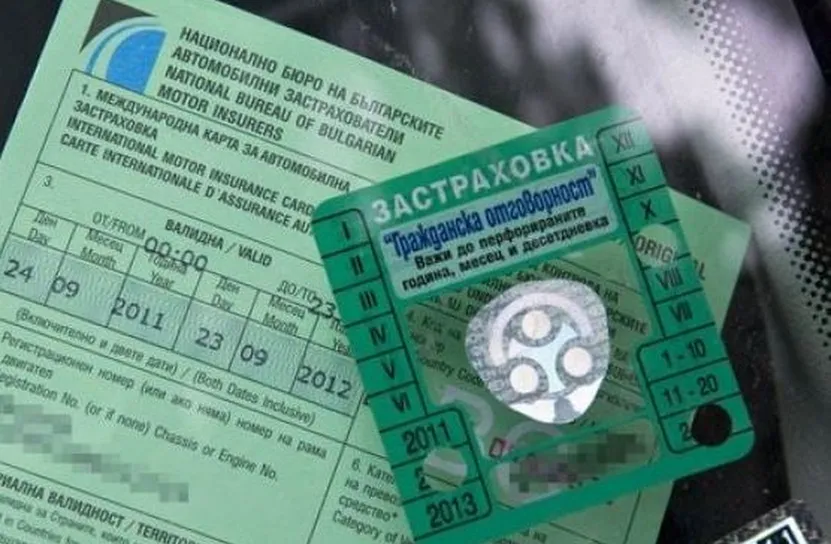 НАЦИОНАЛНО БЮРО НА БЪЛГАРСКИТЕ
АВТОМОБИЛНИ ЗАСТРАХОВАТЕЛИ
NATIONAL BUREAU OF BULGARIAN
MOTOR INSURERS
1. МЕЖДУНАРОДНА КАРТА ЗА АВТОМОБИЛНА
ЗАСТРАХОВКА
INTERNATIONAL MOTOR INSURANCE CARD
CARTE INTERNATIONALE D'ASSURANCE
3.
ВАЛИДНА / VALID
ОТ/FROM 00:00
ДО/TO
Ден Месец Година Ден Месец
Day Month Year Day Month Year
24 09 2011 23 09 2012
(Включително и двете дати) / (Both Dates Inclusive)
Регистрационен номер (или ако няма) номер на рама
двигател
Registration No. (or if none) Chassis or Engine No.
6.
ЗАСТРАХОВКА
"Гражданска отговорност"
Важи до перфорираните
година, месец и десетдневка
I
II
III
IV
V
VI
2011
2013
XII
XI
X
VIII
VII
1-10
11-20
ORIGINAL